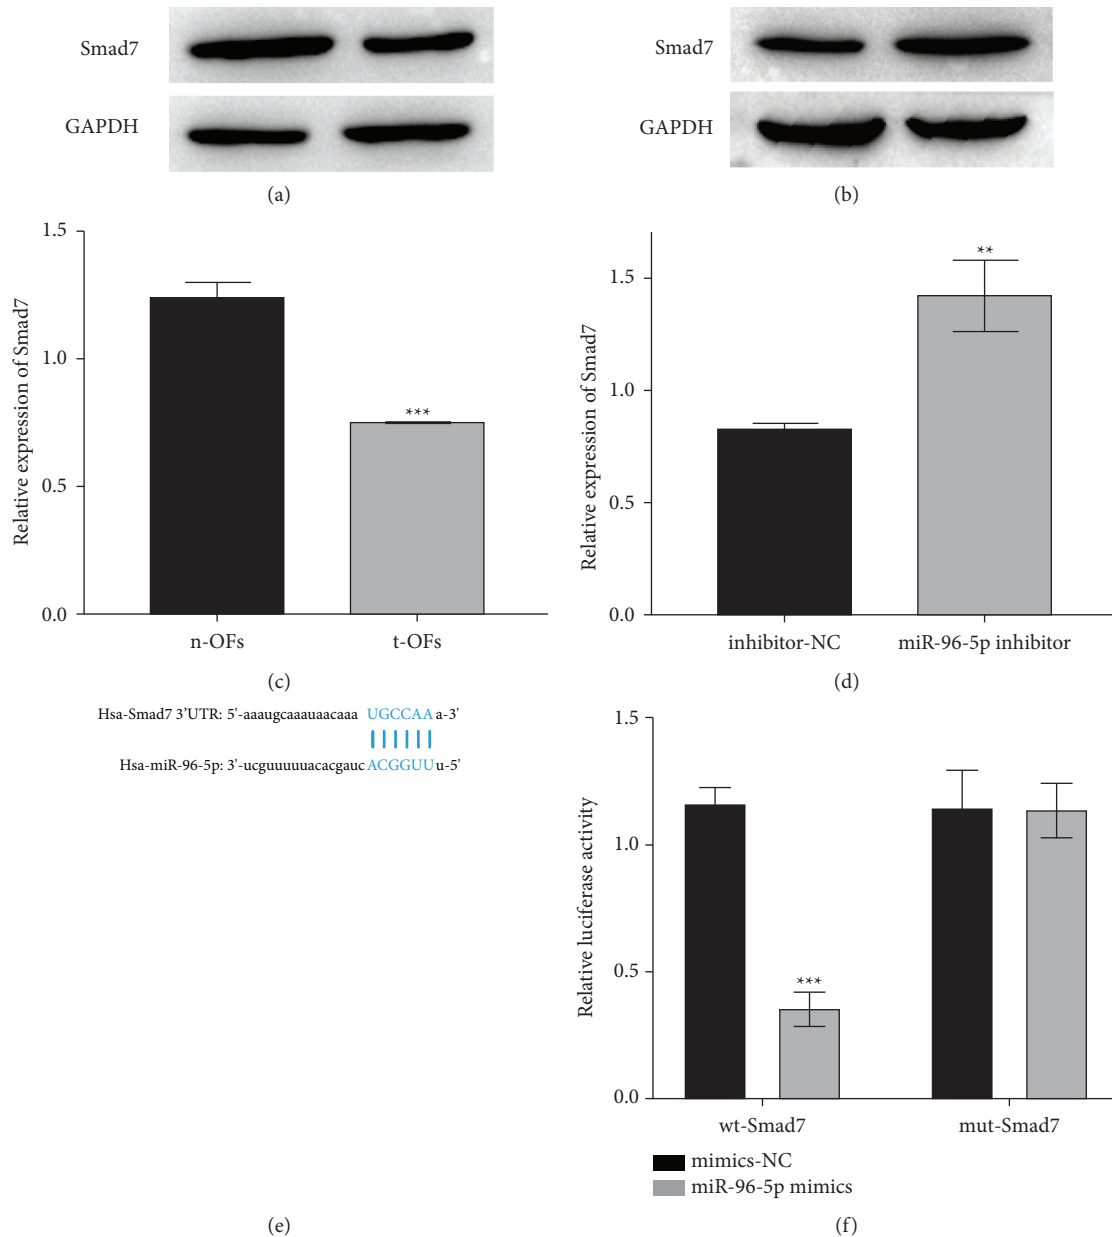 Smad7
GAPDH
(a)
Smad7
GAPDH
(b)
Relative expression of Smad7
1.5
1.0
0.5
0.0
***
n-OFs t-OFs
(c)
Relative expression of Smad7
1.5
1.0
0.5
0.0
**
inhibitor-NC miR-96-5p inhibitor
(d)
Hsa-Smad7 3'UTR: 5'-aaaugcaaauaacaaa UGCCAA a-3'
Hsa-miR-96-5p: 3'-ucguuuuuacacgauc ACGGUU u-5'
(e)
Relative luciferase activity
1.5
1.0
0.5
0.0
***
wt-Smad7 mut-Smad7
mimics-NC
miR-96-5p mimics
(f)